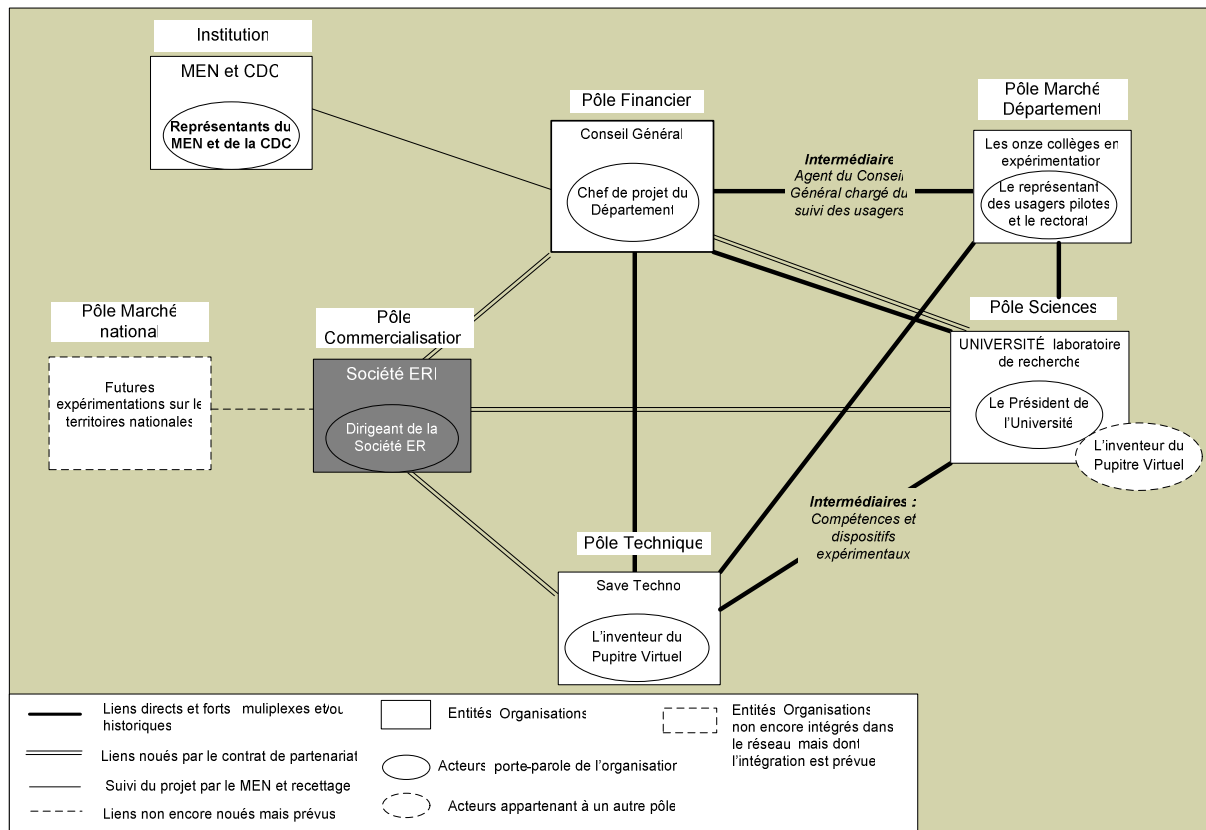 Institution
MEN et CDC
Représentants du
MEN et de la CDC
Pôle Financier
Conseil Général
Chef de projet du
Département
Intermédiaire
Agent du Conseil
Général chargé du
suivi des usagers
Pôle Marché
Département
Les onze collèges en
expérimentation
Le représentant
des usagers pilotes
et le rectorat
Pôle Marché
national
Futures
expérimentations sur le
territoires nationales
Pôle
Commercialisation
Société ERI
Dirigeant de la
Société ER
Pôle Sciences
UNIVERSITÉ laboratoire
de recherche
Le Président de
l'Université
L'inventeur du
Pupitre Virtuel
Intermédiaires :
Compétences et
dispositifs
expérimentaux
Pôle Technique
Save Techno
L'inventeur du
Pupitre Virtuel
Liens directs et forts muliplexes et/ou
historiques
Liens noués par le contrat de partenariat
Suivi du projet par le MEN et recettage
Liens non encore noués mais prévus
Entités Organisations
Acteurs porte-parole de l'organisation
Acteurs appartenant à un autre pôle
Entités Organisations
non encore intégrés dans
le réseau mais dont
l'intégration est prévue